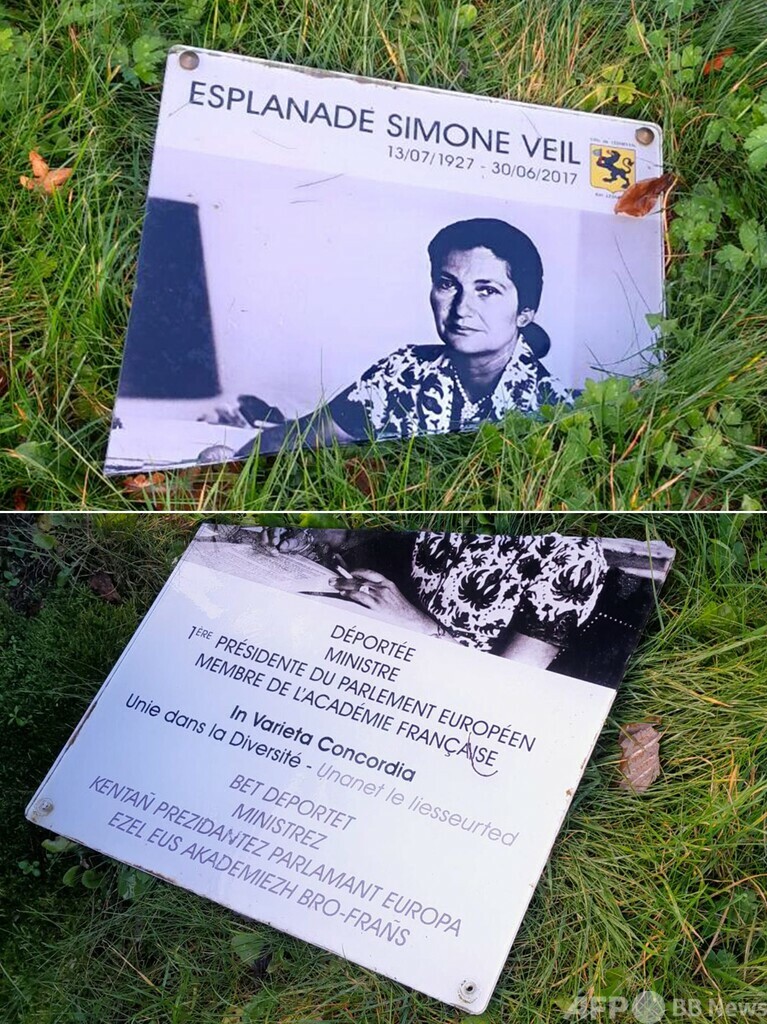 ESPLANADE SIMONE VEIL
13/07/1927 - 30/06/2017
DÉPORTÉE
MINISTRE
1ÈRE PRÉSIDENTE DU PARLEMENT EUROPÉEN
MEMBRE DE L'ACADÉMIE FRANÇAISE
In Varieta Concordia
Unie dans la Diversité - Unanet le liesseurted
BET DEPORTET
MINISTREZ
KENTAÑ PREZIDANTEZ PARLAMANT EUROPA
EZEL EUS AKADEMIEZH BRO-FRAÑS
AFP BB News